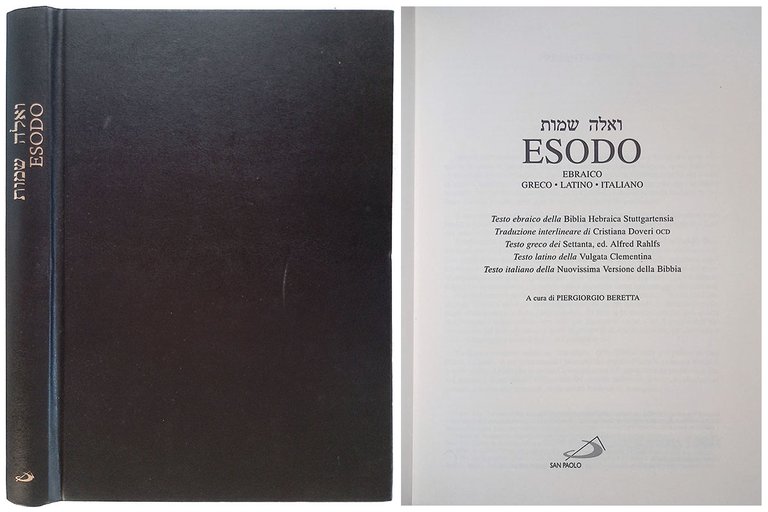 ואלה שמות
ESODO
ואלה שמות
ESODO
EBRAICO
GRECO • LATINO • ITALIANO
Testo ebraico della Biblia Hebraica Stuttgartensia
Traduzione interlineare di Cristiana Doveri OCD
Testo greco dei Settanta, ed. Alfred Rahlfs
Testo latino della Vulgata Clementina
Testo italiano della Nuovissima Versione della Bibbia
A cura di PIERGIORGIO BERETTA
SAN PAOLO